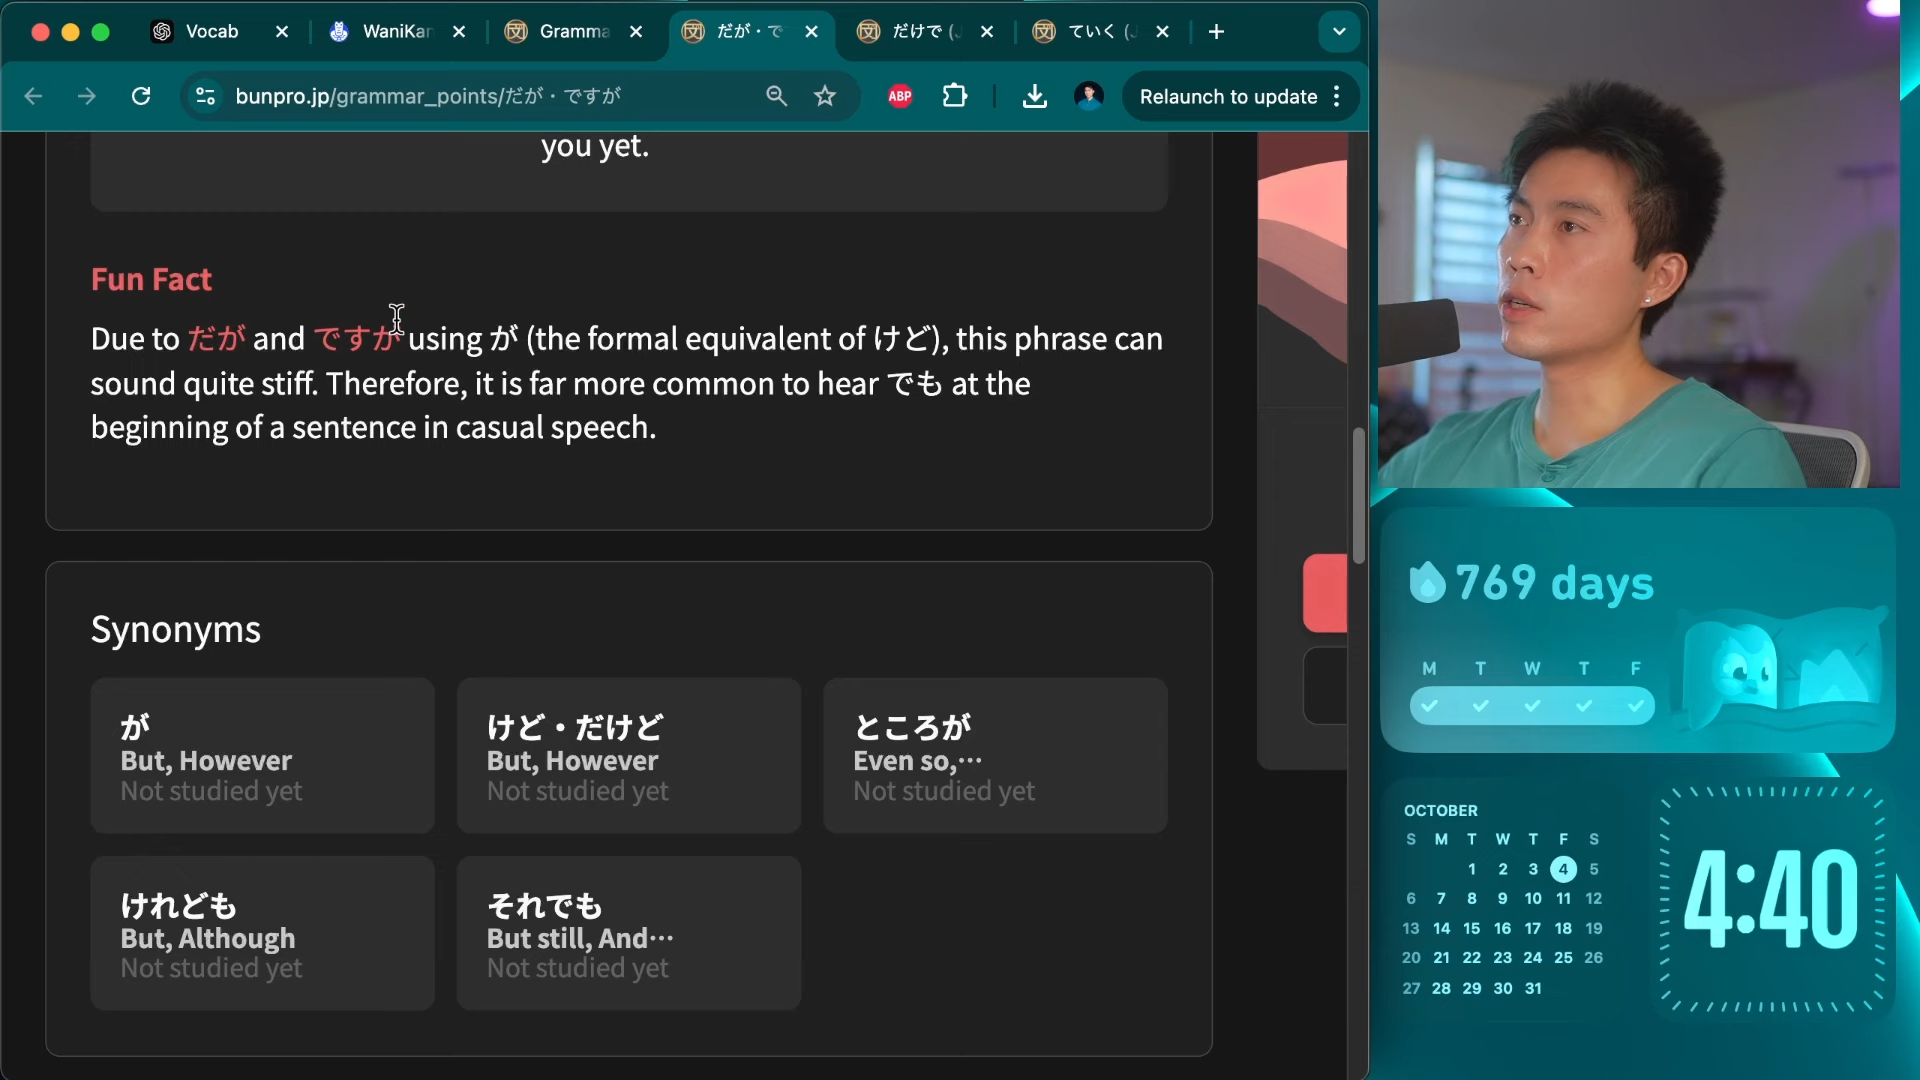 Vocab
WaniKan
Gramma
だが・で
だけで (J
ていく (J
bunpro.jp/grammar_points/だが・ですが
ABP
Relaunch to update
you yet.
Fun Fact
Due to だが and ですが using が (the formal equivalent of けど), this phrase can
sound quite stiff. Therefore, it is far more common to hear でも at the
beginning of a sentence in casual speech.
Synonyms
が
But, However
Not studied yet
けど・だけど
But, However
Not studied yet
ところが
Even so,…
Not studied yet
けれども
But, Although
Not studied yet
それでも
But still, And…
Not studied yet
769 days
M T W T F
OCTOBER
S M T W T F S
1 2 3 4 5
6 7 8 9 10 11 12
13 14 15 16 17 18 19
20 21 22 23 24 25 26
27 28 29 30 31
4:40